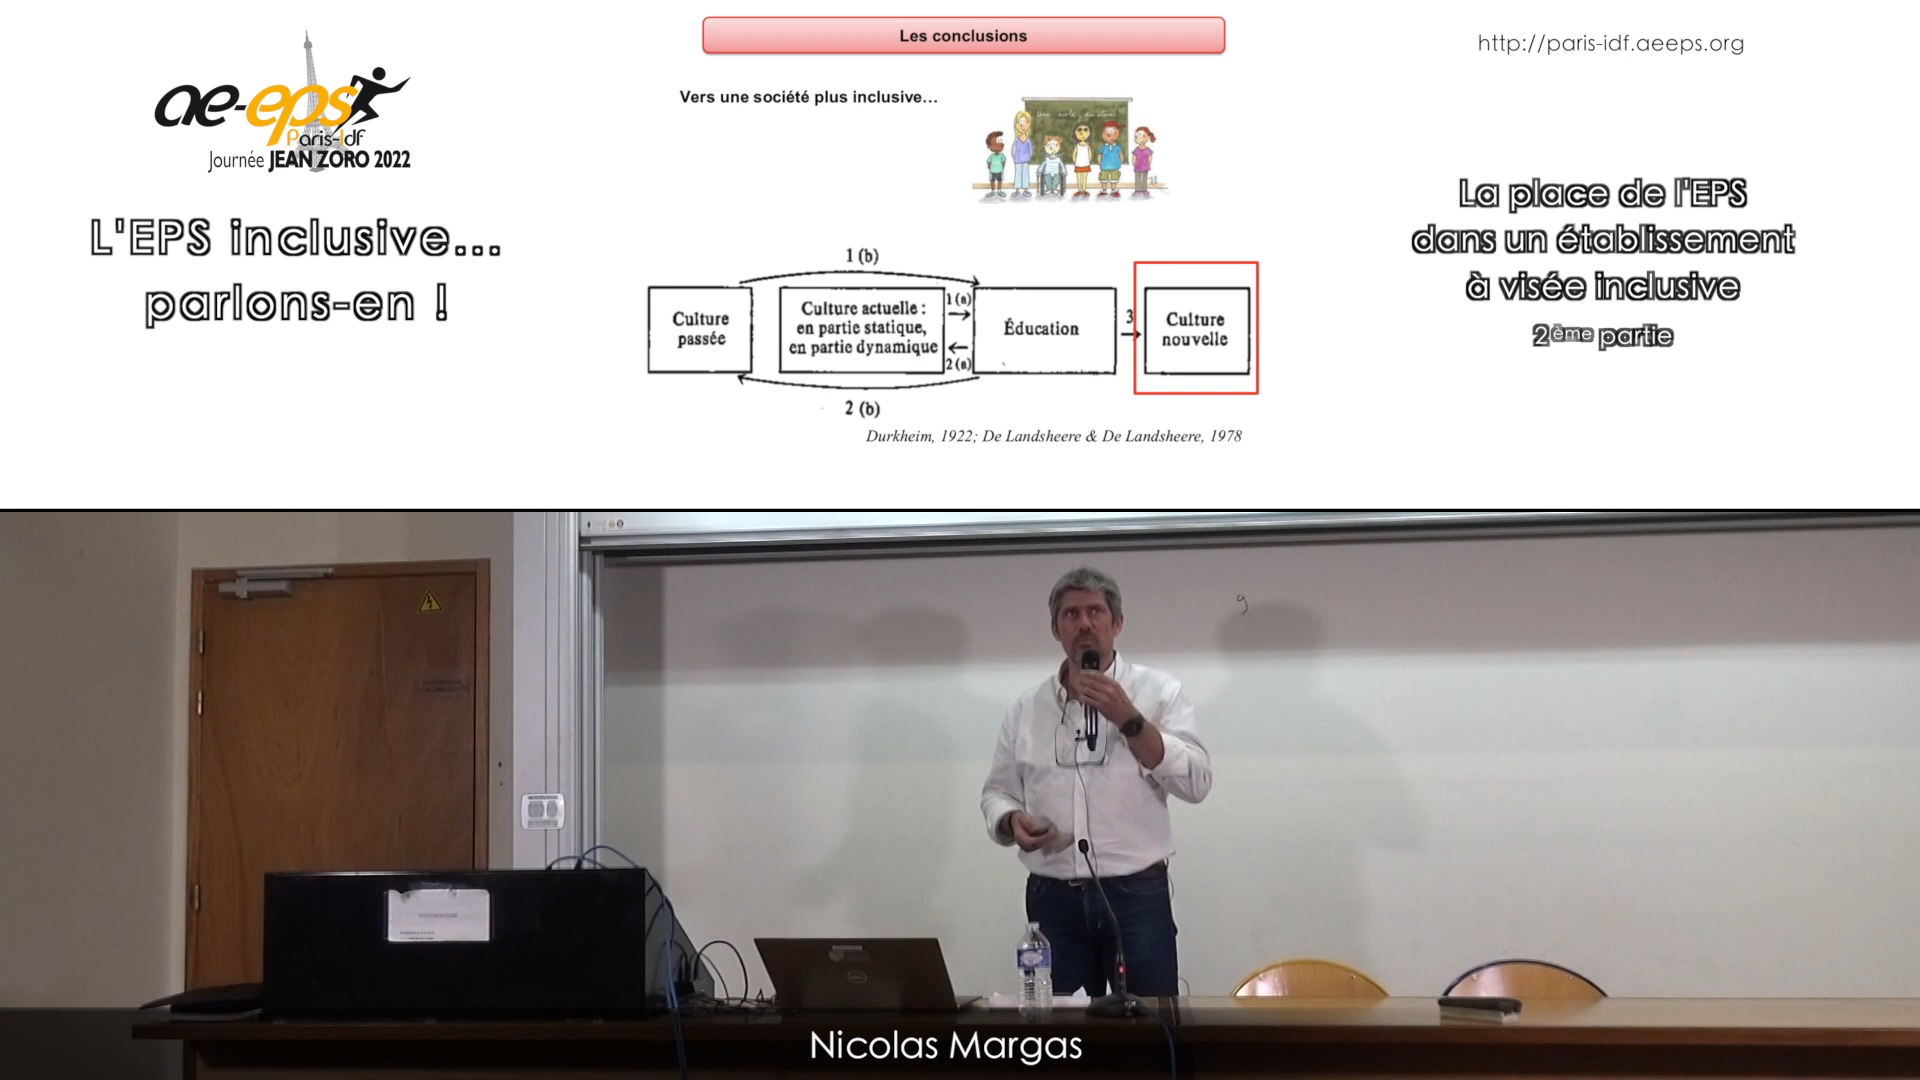 ae-eps
Paris-Idf
Journée JEAN ZORO 2022
L'EPS inclusive...
parlons-en !
Les conclusions
Vers une société plus inclusive…
1 (b)
Culture
passée
Culture actuelle :
en partie statique,
en partie dynamique
1 (a)
2 (a)
Éducation
3
Culture
nouvelle
2 (b)
Durkheim, 1922; De Landsheere & De Landsheere, 1978
http://paris-idf.aeeps.org
La place de l'EPS
dans un établissement
à visée inclusive
2ème partie
DELL
Nicolas Margas